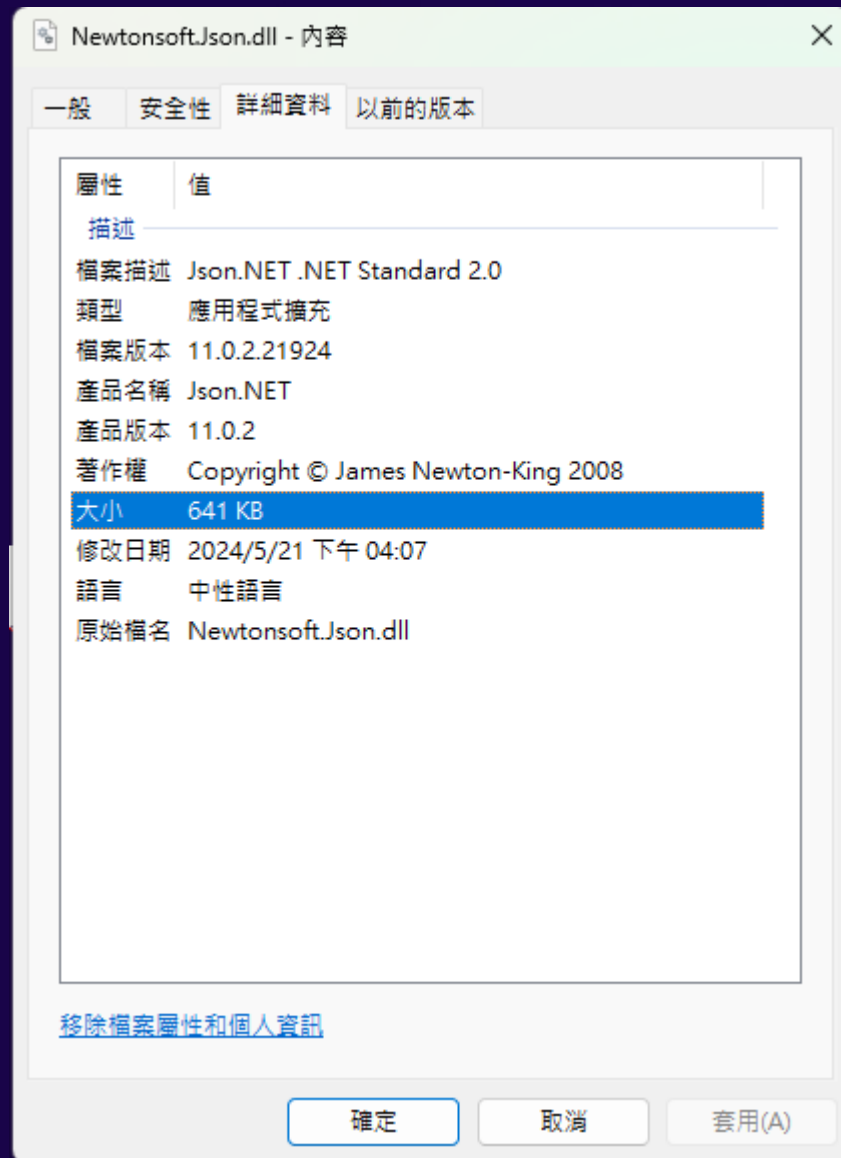 Newtonsoft.Json.dll - 內容
一般 安全性 詳細資料 以前的版本
屬性 值
描述
檔案描述 Json.NET .NET Standard 2.0
類型 應用程式擴充
檔案版本 11.0.2.21924
產品名稱 Json.NET
產品版本 11.0.2
著作權 Copyright © James Newton-King 2008
大小 641 KB
修改日期 2024/5/21 下午 04:07
語言 中性語言
原始檔名 Newtonsoft.Json.dll
移除檔案屬性和個人資訊
確定 取消 套用(A)